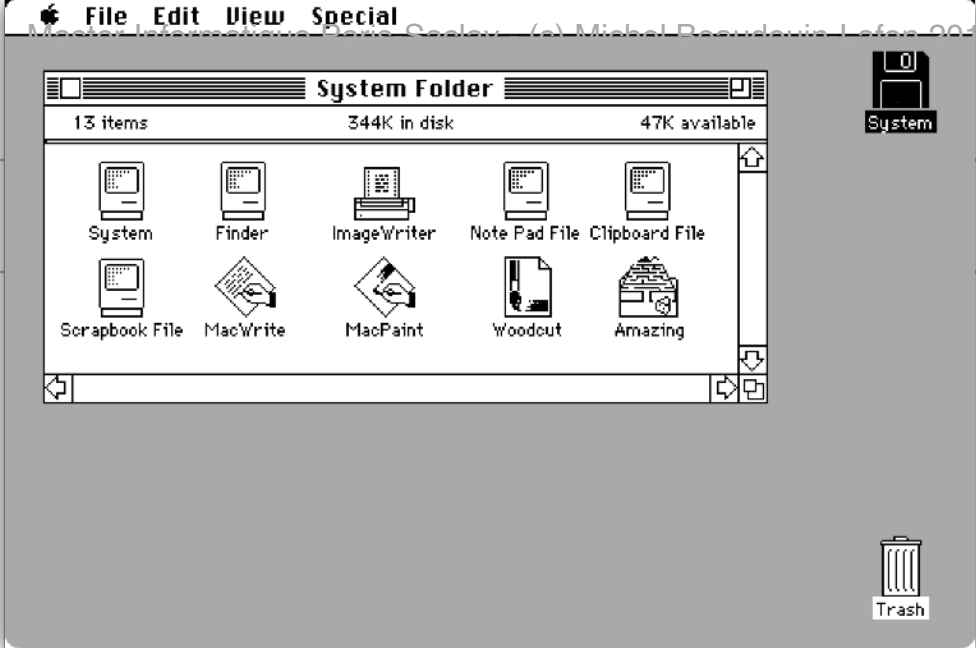 File Edit View Special
Master Informatique Paris-Saclay - (c) Michel Beaudouin-Lafon 201
System Folder
13 items 344K in disk 47K available
System
System Finder ImageWriter Note Pad File Clipboard File
Scrapbook File MacWrite MacPaint Woodcut Amazing
Trash